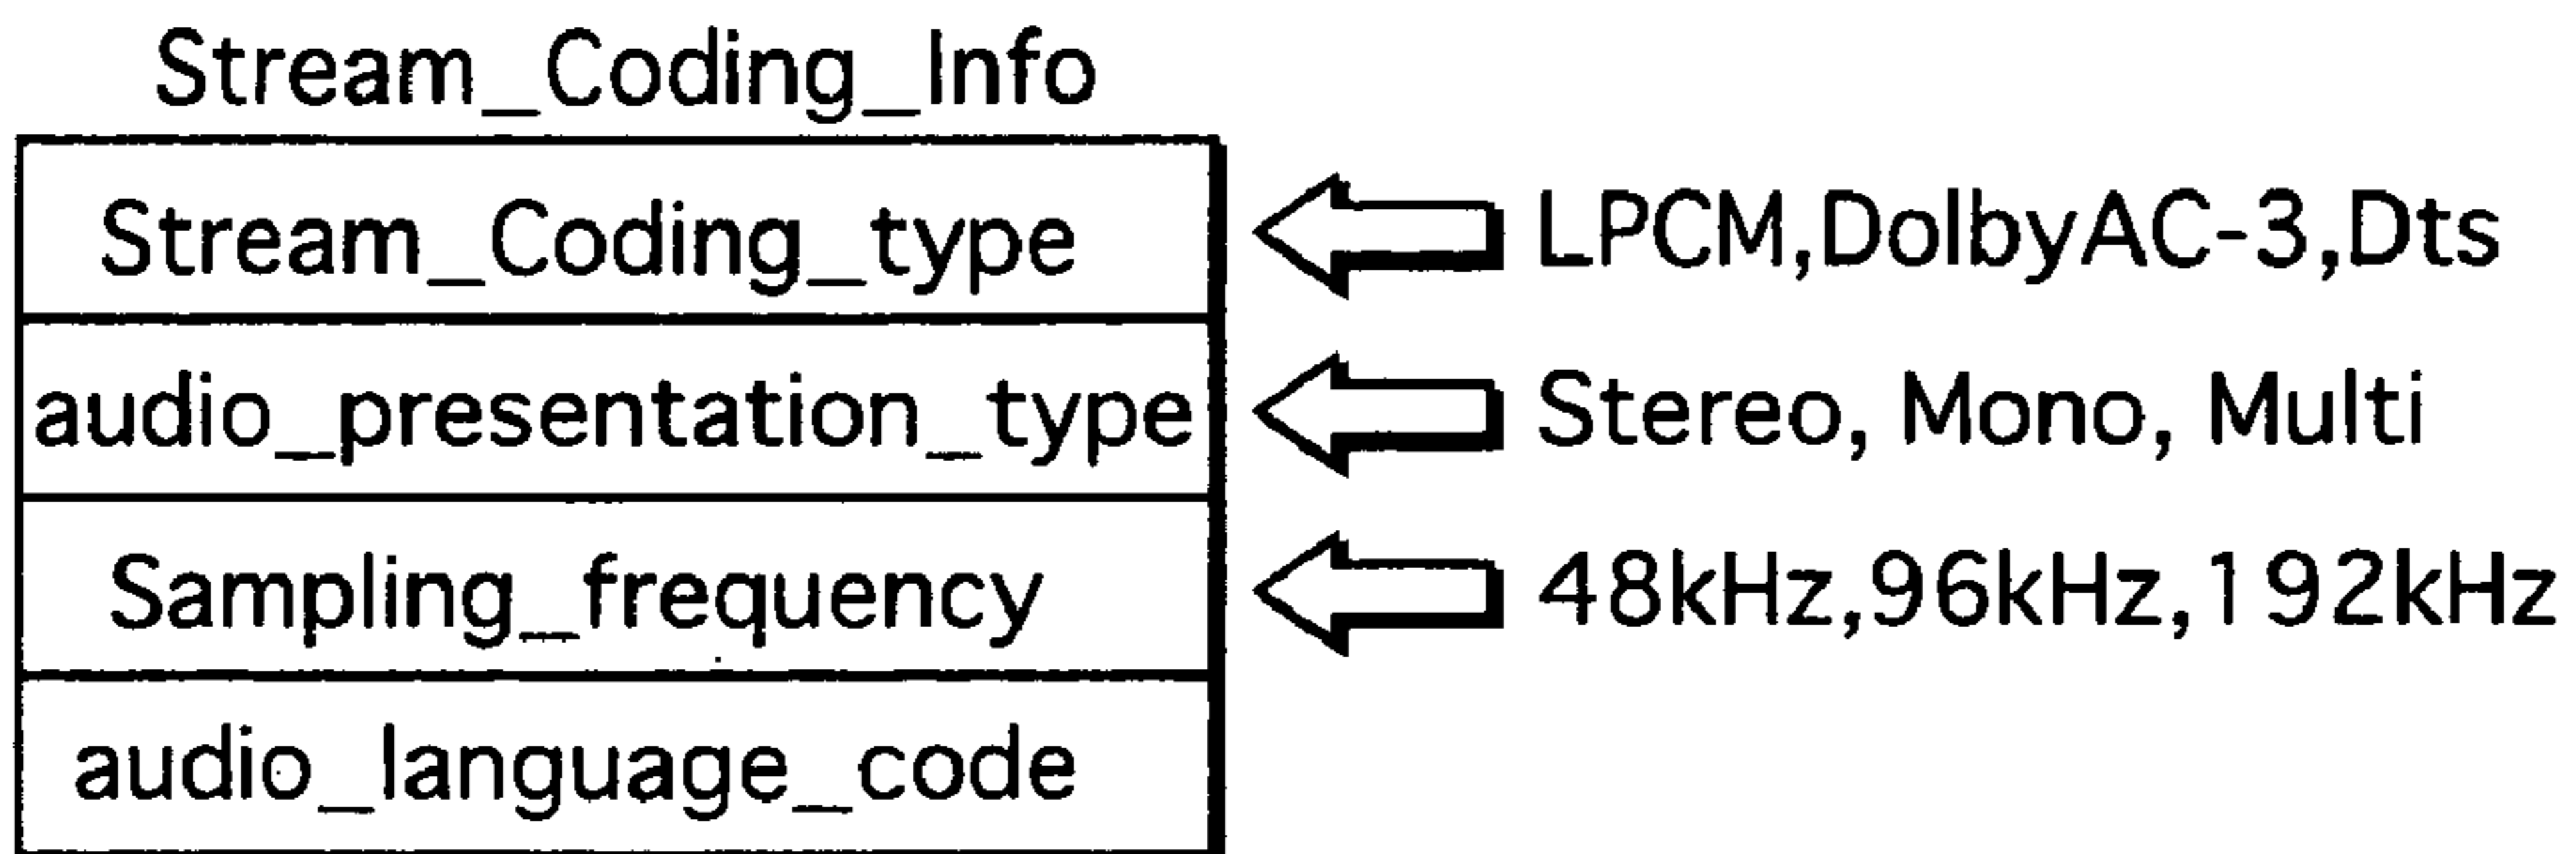 Stream_Coding_Info
Stream_Coding_type LPCM,DolbyAC-3,Dts
audio_presentation_type Stereo, Mono, Multi
Sampling_frequency 48kHz,96kHz,192kHz
audio_language_code